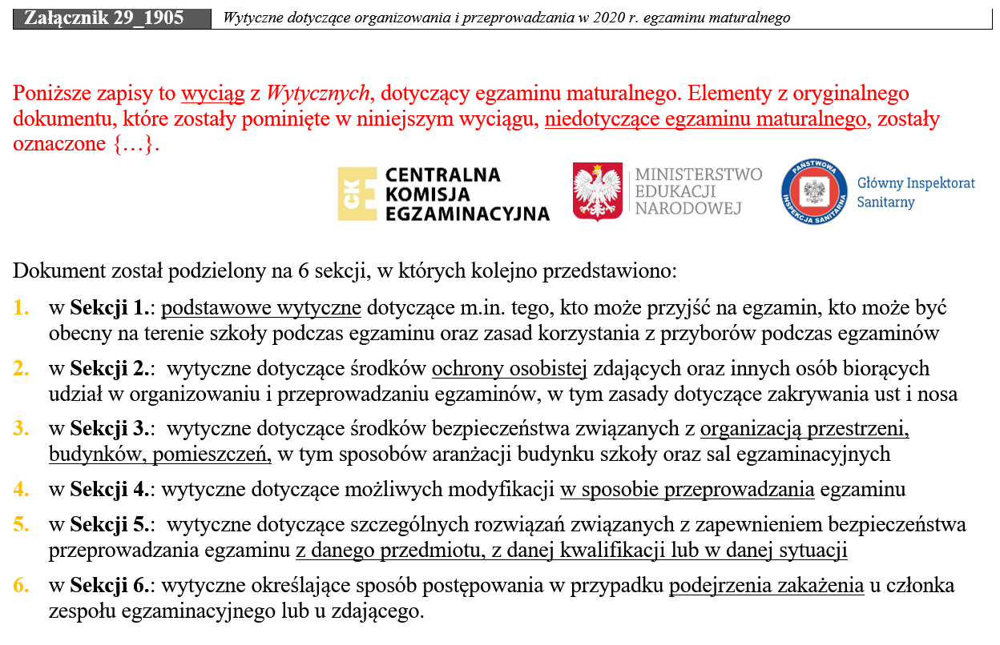 Załącznik 29_1905 Wytyczne dotyczące organizowania i przeprowadzania w 2020 r. egzaminu maturalnego
Poniższe zapisy to wyciąg z Wytycznych, dotyczący egzaminu maturalnego. Elementy z oryginalnego
dokumentu, które zostały pominięte w niniejszym wyciągu, niedotyczące egzaminu maturalnego, zostały
oznaczone {…}.
CKE
CENTRALNA
KOMISJA
EGZAMINACYJNA
MINISTERSTWO
EDUKACJI
NARODOWEJ
PAŃSTWOWA
INSPEKCJA SANITARNA
Główny Inspektorat
Sanitarny
Dokument został podzielony na 6 sekcji, w których kolejno przedstawiono:
1. w Sekcji 1.: podstawowe wytyczne dotyczące m.in. tego, kto może przyjść na egzamin, kto może być
obecny na terenie szkoły podczas egzaminu oraz zasad korzystania z przyborów podczas egzaminów
2. w Sekcji 2.: wytyczne dotyczące środków ochrony osobistej zdających oraz innych osób biorących
udział w organizowaniu i przeprowadzaniu egzaminów, w tym zasady dotyczące zakrywania ust i nosa
3. w Sekcji 3.: wytyczne dotyczące środków bezpieczeństwa związanych z organizacją przestrzeni,
budynków, pomieszczeń, w tym sposobów aranżacji budynku szkoły oraz sal egzaminacyjnych
4. w Sekcji 4.: wytyczne dotyczące możliwych modyfikacji w sposobie przeprowadzania egzaminu
5. w Sekcji 5.: wytyczne dotyczące szczególnych rozwiązań związanych z zapewnieniem bezpieczeństwa
przeprowadzania egzaminu z danego przedmiotu, z danej kwalifikacji lub w danej sytuacji
6. w Sekcji 6.: wytyczne określające sposób postępowania w przypadku podejrzenia zakażenia u członka
zespołu egzaminacyjnego lub u zdającego.